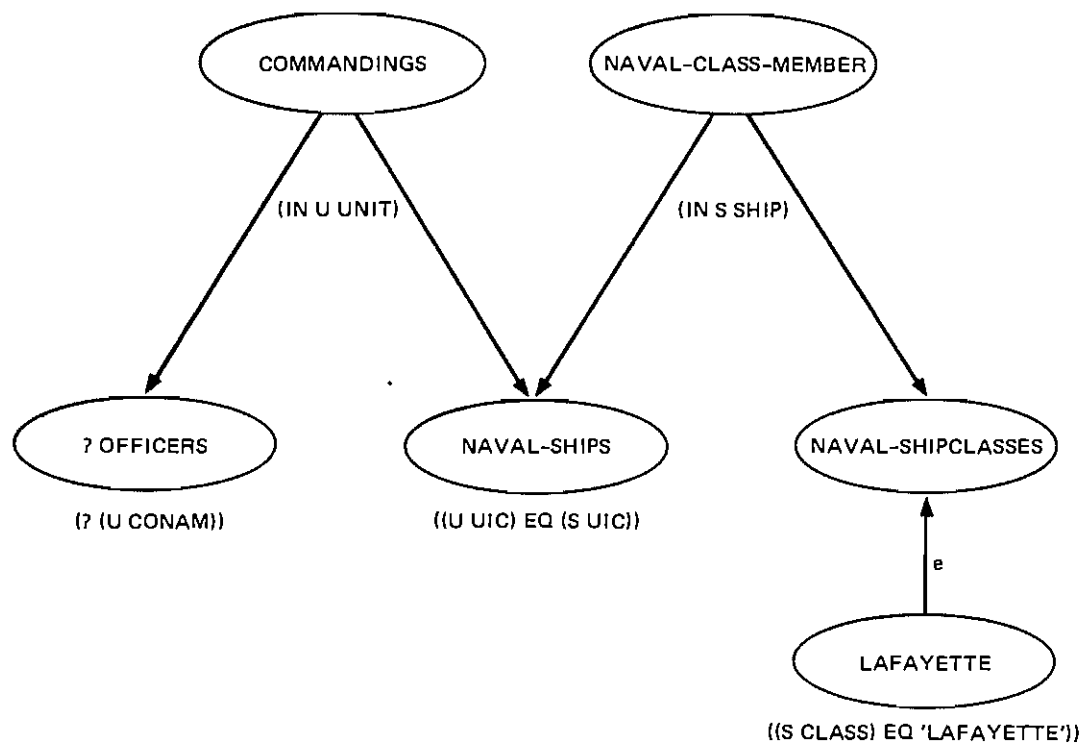 COMMANDINGS
NAVAL-CLASS-MEMBER
(IN U UNIT)
(IN S SHIP)
? OFFICERS
NAVAL-SHIPS
NAVAL-SHIPCLASSES
(? (U CONAM))
((U UIC) EQ (S UIC))
e
LAFAYETTE
((S CLASS) EQ 'LAFAYETTE'))